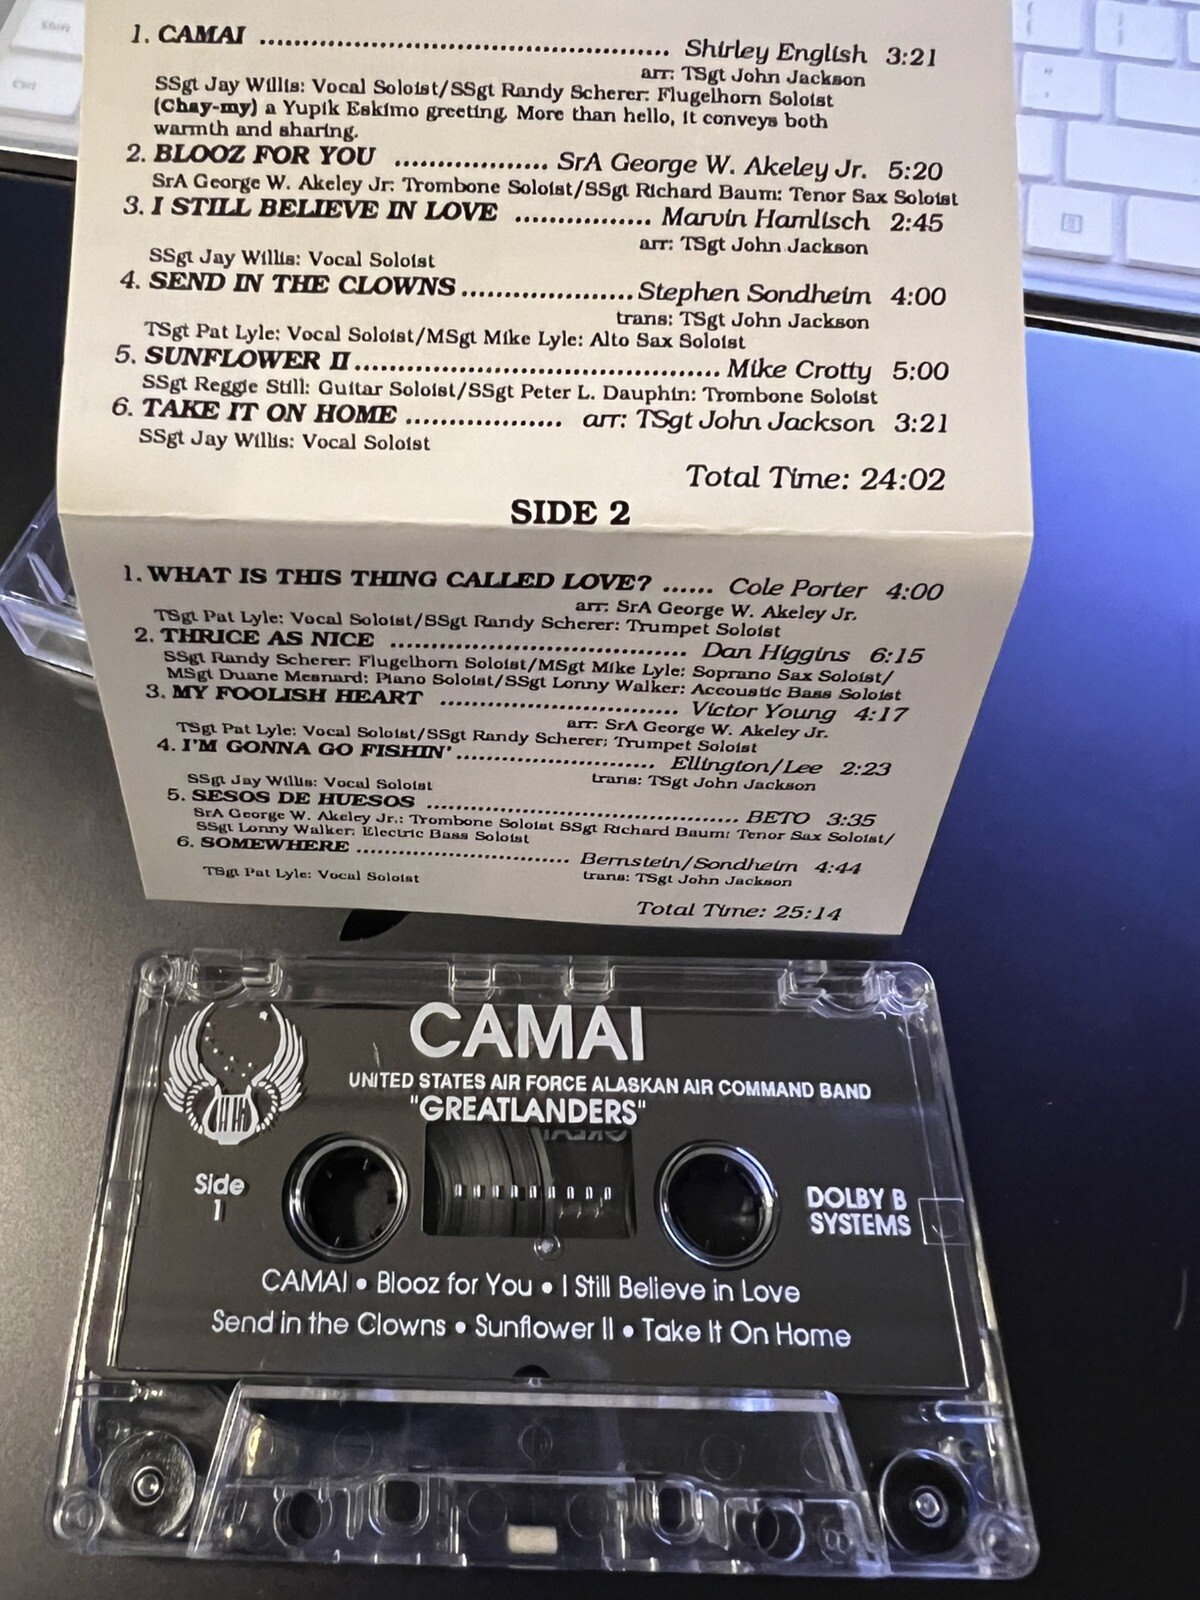 1. CAMAI ........................................................ Shirley English 3:21
arr: TSgt John Jackson
SSgt Jay Willis: Vocal Soloist/SSgt Randy Scherer: Flugelhorn Soloist
(Chay-my) a Yupik Eskimo greeting. More than hello, it conveys both
warmth and sharing.
2. BLOOZ FOR YOU .................. SrA George W. Akeley Jr. 5:20
SrA George W. Akeley Jr: Trombone Soloist/SSgt Richard Baum: Tenor Sax Soloist
3. I STILL BELIEVE IN LOVE ................ Marvin Hamlisch 2:45
arr: TSgt John Jackson
SSgt Jay Willis: Vocal Soloist
4. SEND IN THE CLOWNS ..................... Stephen Sondheim 4:00
trans: TSgt John Jackson
TSgt Pat Lyle: Vocal Soloist/MSgt Mike Lyle: Alto Sax Soloist
5. SUNFLOWER II ................................................ Mike Crotty 5:00
SSgt Reggie Still: Guitar Soloist/SSgt Peter L. Dauphin: Trombone Soloist
6. TAKE IT ON HOME .................. arr: TSgt John Jackson 3:21
SSgt Jay Willis: Vocal Soloist
Total Time: 24:02
SIDE 2
1. WHAT IS THIS THING CALLED LOVE? ...... Cole Porter 4:00
arr: SrA George W. Akeley Jr.
TSgt Pat Lyle: Vocal Soloist/SSgt Randy Scherer: Trumpet Soloist
2. THRICE AS NICE ........................................ Dan Higgins 6:15
SSgt Randy Scherer: Flugelhorn Soloist/MSgt Mike Lyle: Soprano Sax Soloist/
MSgt Duane Mesnard: Piano Soloist/SSgt Lonny Walker: Accoustic Bass Soloist
3. MY FOOLISH HEART ................................ Victor Young 4:17
arr: SrA George W. Akeley Jr.
TSgt Pat Lyle: Vocal Soloist/SSgt Randy Scherer: Trumpet Soloist
4. I'M GONNA GO FISHIN' ............................ Ellington/Lee 2:23
trans: TSgt John Jackson
SSgt Jay Willis: Vocal Soloist
5. SESOS DE HUESOS ............................................ BETO 3:35
SrA George W. Akeley Jr.: Trombone Soloist SSgt Richard Baum: Tenor Sax Soloist/
SSgt Lonny Walker: Electric Bass Soloist
6. SOMEWHERE ................................ Bernstein/Sondheim 4:44
trans: TSgt John Jackson
TSgt Pat Lyle: Vocal Soloist
Total Time: 25:14
CAMAI
UNITED STATES AIR FORCE ALASKAN AIR COMMAND BAND
"GREATLANDERS"
Side
1
DOLBY B
SYSTEMS
CAMAI • Blooz for You • I Still Believe in Love
Send in the Clowns • Sunflower II • Take It On Home